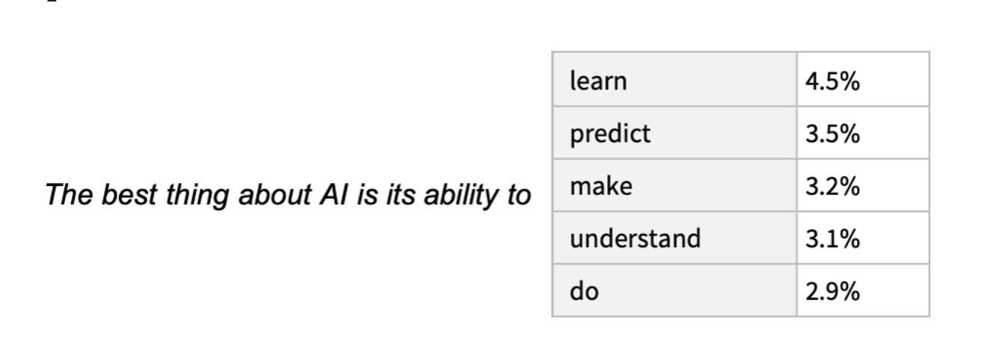 learn 4.5%
predict 3.5%
The best thing about AI is its ability to
make 3.2%
understand 3.1%
do 2.9%